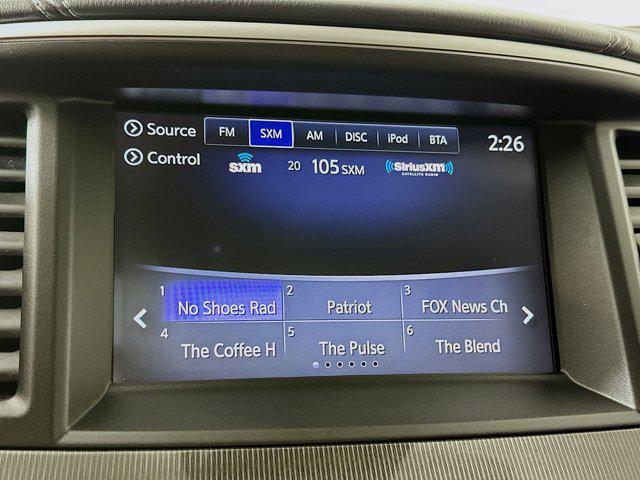 Source FM SXM AM DISC iPod BTA 2:26
Control sxm 20 105 SXM ((SiriusXM))
SATELLITE RADIO
1 2 3
No Shoes Rad Patriot FOX News Ch
4 5 6
The Coffee H The Pulse The Blend